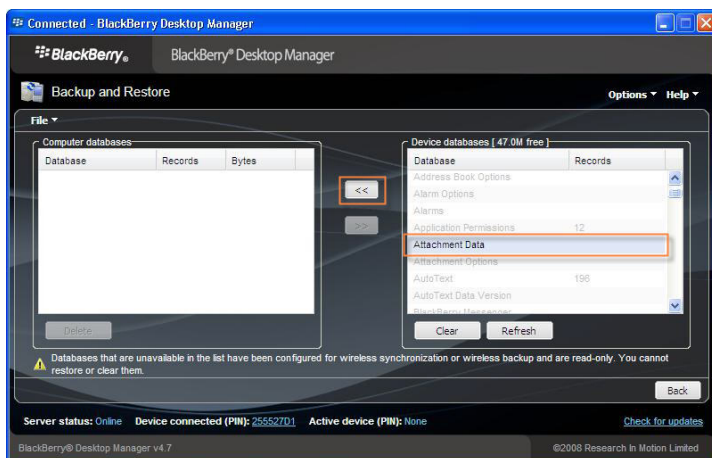 Connected - BlackBerry Desktop Manager
BlackBerry® BlackBerry® Desktop Manager
Backup and Restore Options Help
File
Computer databases
Database Records Bytes
Delete
<<
>>
Device databases [ 47.0M free ]
Database Records
Address Book Options
Alarm Options
Alarms
Application Permissions 12
Attachment Data
Attachment Options
AutoText 196
AutoText Data Version
BlackBerry Messenger
Clear Refresh
Databases that are unavailable in the list have been configured for wireless synchronization or wireless backup and are read-only. You cannot
restore or clear them.
Back
Server status: Online Device connected (PIN): 255527D1 Active device (PIN): None Check for updates
BlackBerry® Desktop Manager v4.7 ©2008 Research In Motion Limited